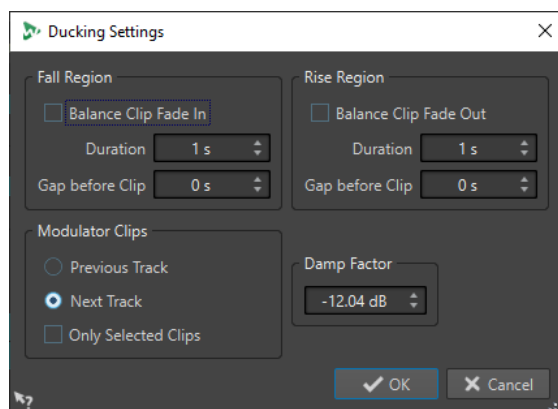 Ducking Settings
Fall Region
Balance Clip Fade In
Duration 1 s
Gap before Clip 0 s
Rise Region
Balance Clip Fade Out
Duration 1 s
Gap before Clip 0 s
Modulator Clips
Previous Track
Next Track
Only Selected Clips
Damp Factor
-12.04 dB
OK Cancel
?